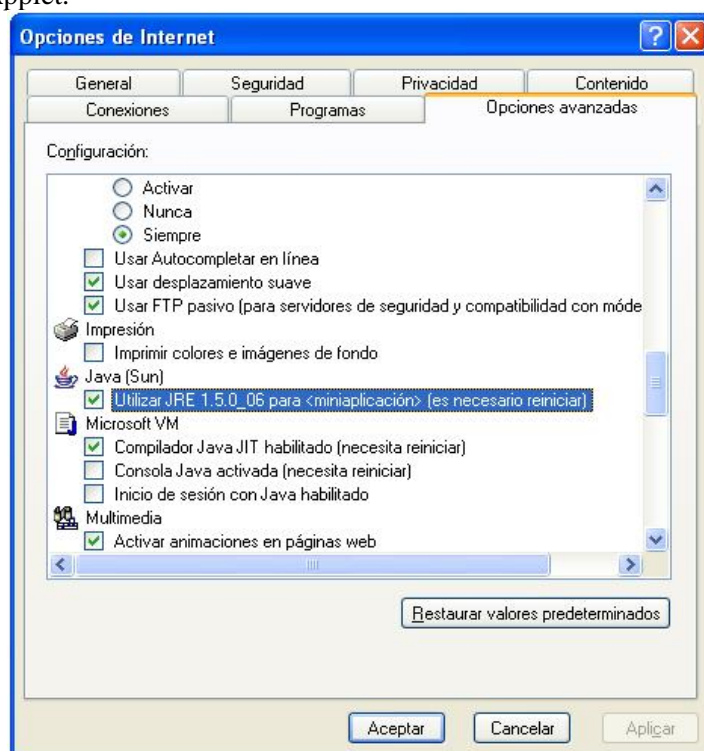 Applet.
Opciones de Internet
General Seguridad Privacidad Contenido
Conexiones Programas Opciones avanzadas
Configuración:
Activar
Nunca
Siempre
Usar Autocompletar en línea
Usar desplazamiento suave
Usar FTP pasivo (para servidores de seguridad y compatibilidad con móde
Impresión
Imprimir colores e imágenes de fondo
Java (Sun)
Utilizar JRE 1.5.0_06 para <miniaplicación> (es necesario reiniciar)
Microsoft VM
Compilador Java JIT habilitado (necesita reiniciar)
Consola Java activada (necesita reiniciar)
Inicio de sesión con Java habilitado
Multimedia
Activar animaciones en páginas web
Restaurar valores predeterminados
Aceptar Cancelar Aplicar